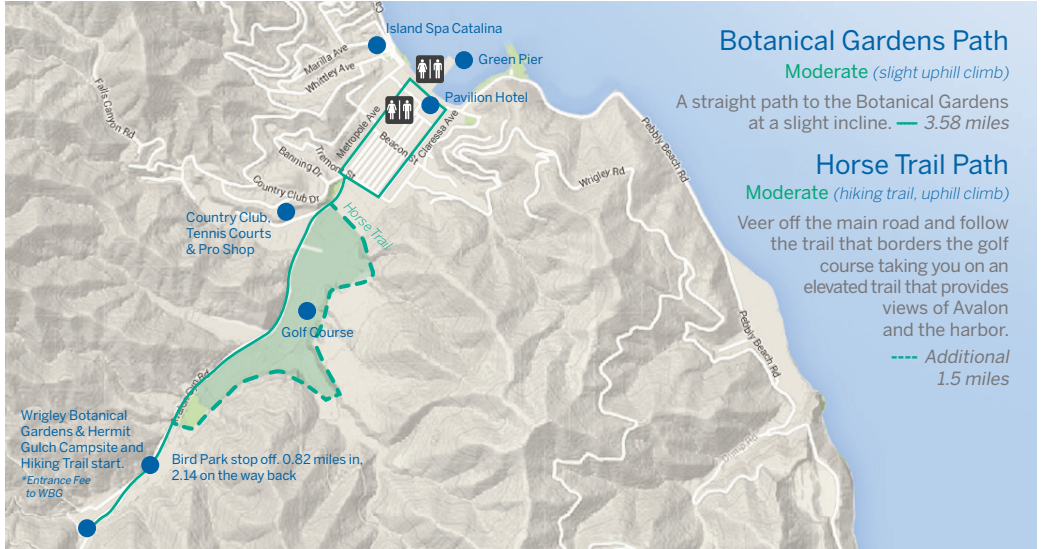 Botanical Gardens Path
Moderate (slight uphill climb)
A straight path to the Botanical Gardens
at a slight incline. 3.58 miles
Horse Trail Path
Moderate (hiking trail, uphill climb)
Veer off the main road and follow
the trail that borders the golf
course taking you on an
elevated trail that provides
views of Avalon
and the harbor.
Additional
1.5 miles
Island Spa Catalina
Green Pier
Pavilion Hotel
Marilla Ave
Whittley Ave
Falls Canyon Rd
Metropole Ave
Beacon St
Claressa Ave
Tremont St
Banning Dr
Country Club Dr
Wrigley Rd
Pebbly Beach Rd
Pebbly Beach Rd
Country Club,
Tennis Courts
& Pro Shop
Horse Trail
Golf Course
Wrigley Botanical
Gardens & Hermit
Gulch Campsite and
Hiking Trail start.
*Entrance Fee
to WBG
Bird Park stop off. 0.82 miles in,
2.14 on the way back